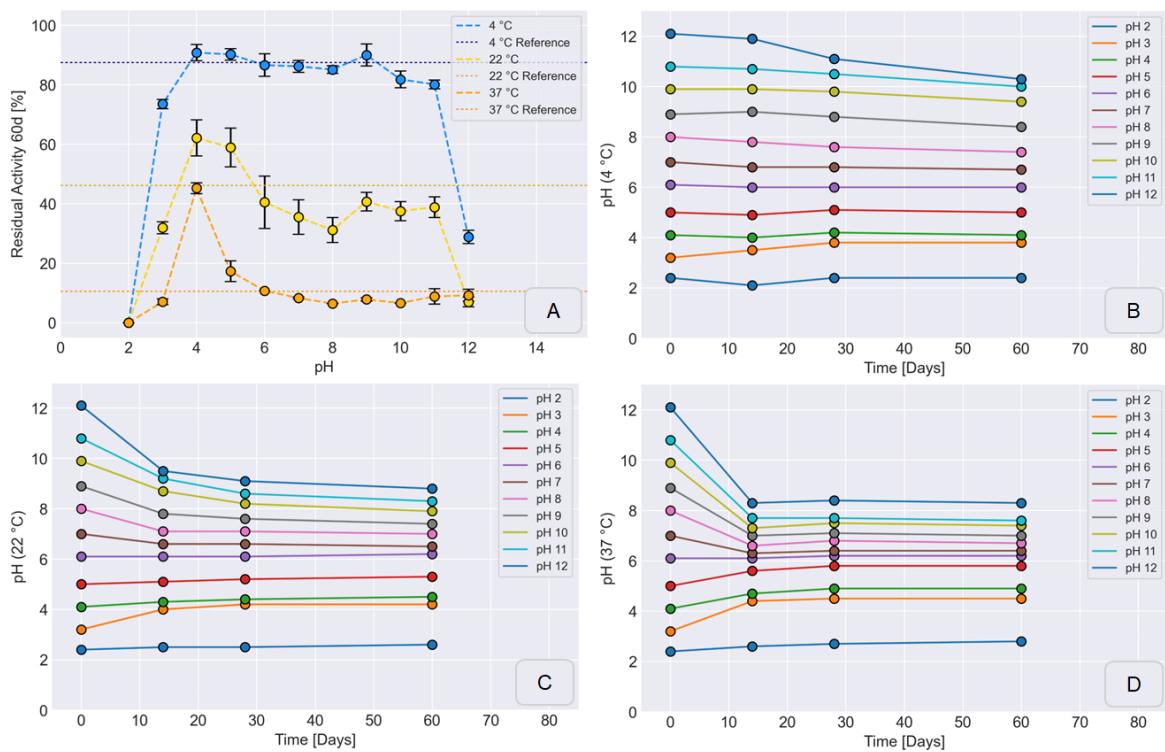 100
80
60
40
20
0
Residual Activity 60d [%]
0 2 4 6 8 10 12 14
pH
4 °C
4 °C Reference
22 °C
22 °C Reference
37 °C
37 °C Reference
A
12
10
8
6
4
2
0
pH (4 °C)
0 10 20 30 40 50 60 70 80
Time [Days]
pH 2
pH 3
pH 4
pH 5
pH 6
pH 7
pH 8
pH 9
pH 10
pH 11
pH 12
B
12
10
8
6
4
2
0
pH (22 °C)
0 10 20 30 40 50 60 70 80
Time [Days]
pH 2
pH 3
pH 4
pH 5
pH 6
pH 7
pH 8
pH 9
pH 10
pH 11
pH 12
C
12
10
8
6
4
2
0
pH (37 °C)
0 10 20 30 40 50 60 70 80
Time [Days]
pH 2
pH 3
pH 4
pH 5
pH 6
pH 7
pH 8
pH 9
pH 10
pH 11
pH 12
D